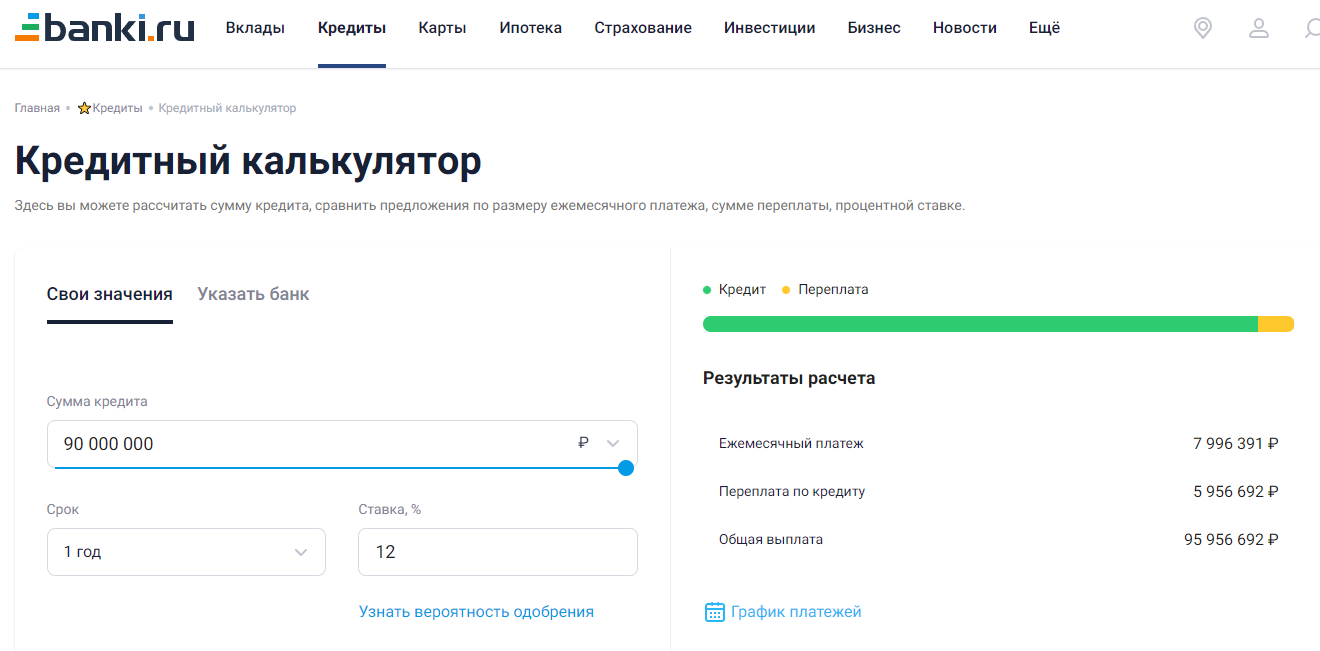 banki.ru Вклады Кредиты Карты Ипотека Страхование Инвестиции Бизнес Новости Ещё
Главная • Кредиты • Кредитный калькулятор
Кредитный калькулятор
Здесь вы можете рассчитать сумму кредита, сравнить предложения по размеру ежемесячного платежа, сумме переплаты, процентной ставке.
Свои значения Указать банк
Сумма кредита
90 000 000 ₽
Срок Ставка, %
1 год 12
Узнать вероятность одобрения
Кредит Переплата
Результаты расчета
Ежемесячный платеж 7 996 391 ₽
Переплата по кредиту 5 956 692 ₽
Общая выплата 95 956 692 ₽
График платежей